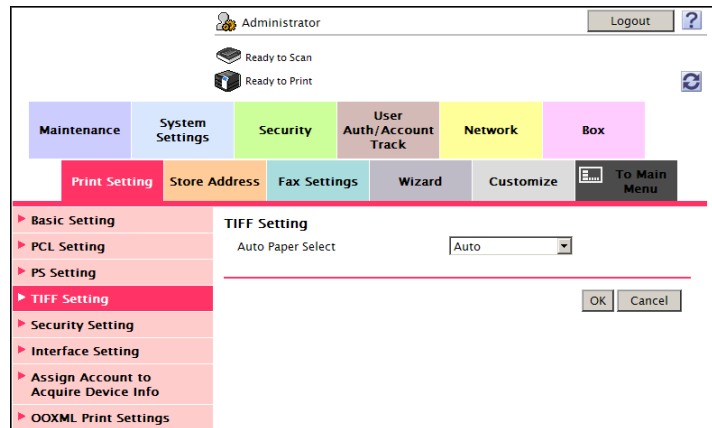 Administrator
Logout
?
Ready to Scan
Ready to Print
Maintenance
System
Settings
Security
User
Auth/Account
Track
Network
Box
Print Setting
Store Address
Fax Settings
Wizard
Customize
To Main
Menu
Basic Setting
PCL Setting
PS Setting
TIFF Setting
Security Setting
Interface Setting
Assign Account to
Acquire Device Info
OOXML Print Settings
TIFF Setting
Auto Paper Select
Auto
OK
Cancel